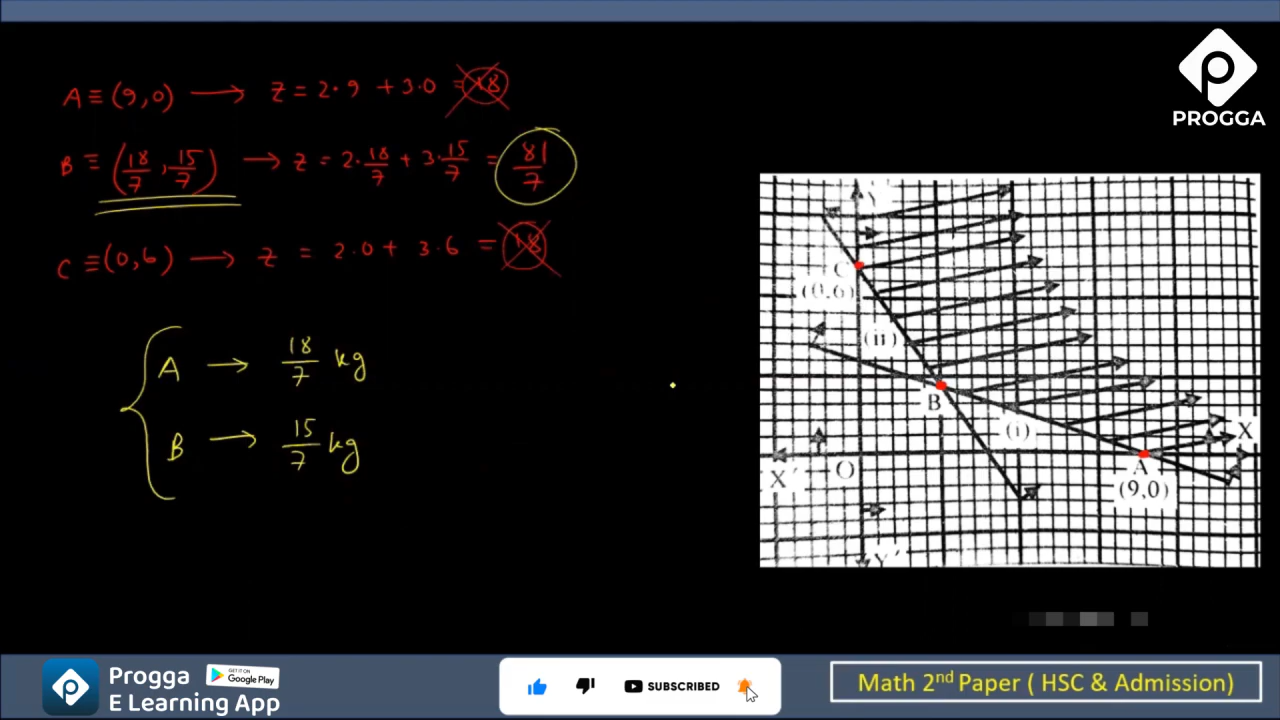 A ≡ (9,0) → z = 2·9 + 3·0 = 18
B ≡ (18/7, 15/7) → z = 2·18/7 + 3·15/7 = 81/7
C ≡ (0,6) → z = 2·0 + 3·6 = 18
A → 18/7 kg
B → 15/7 kg
PROGGA
Y
C
(0,6)
(ii)
B
(i)
X
X′
O
A
(9,0)
Y′
Progga
GET IT ON
Google Play
E Learning App
SUBSCRIBED
Math 2nd Paper ( HSC & Admission)